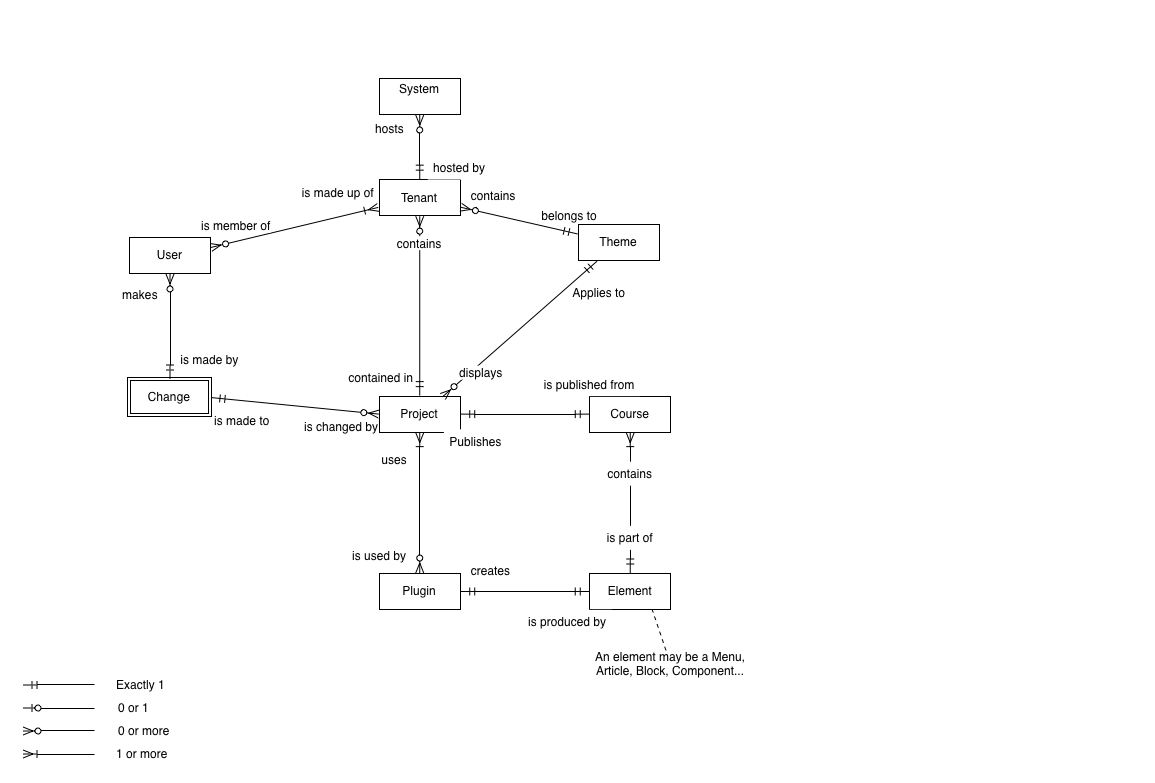 System
hosts
hosted by
is made up of
Tenant
contains
belongs to
is member of
contains
Theme
User
makes
Applies to
is made by
contained in
displays
is published from
Change
is made to
is changed by
Project
Course
Publishes
uses
contains
is part of
is used by
creates
Plugin
Element
is produced by
An element may be a Menu,
Article, Block, Component...
Exactly 1
0 or 1
0 or more
1 or more